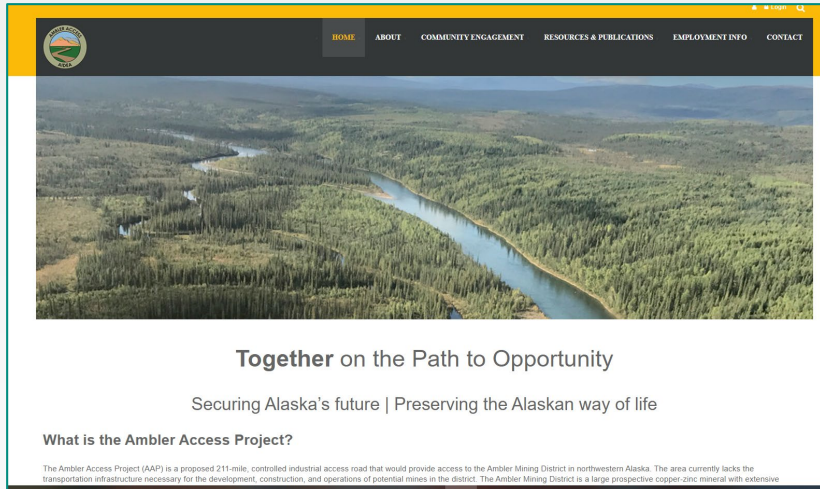 Login
AMBLER ACCESS
AIDEA
HOME ABOUT COMMUNITY ENGAGEMENT RESOURCES & PUBLICATIONS EMPLOYMENT INFO CONTACT
Together on the Path to Opportunity
Securing Alaska's future | Preserving the Alaskan way of life
What is the Ambler Access Project?
The Ambler Access Project (AAP) is a proposed 211-mile, controlled industrial access road that would provide access to the Ambler Mining District in northwestern Alaska. The area currently lacks the
transportation infrastructure necessary for the development, construction, and operations of potential mines in the district. The Ambler Mineral District is a large prospective copper-zinc mineral with extensive